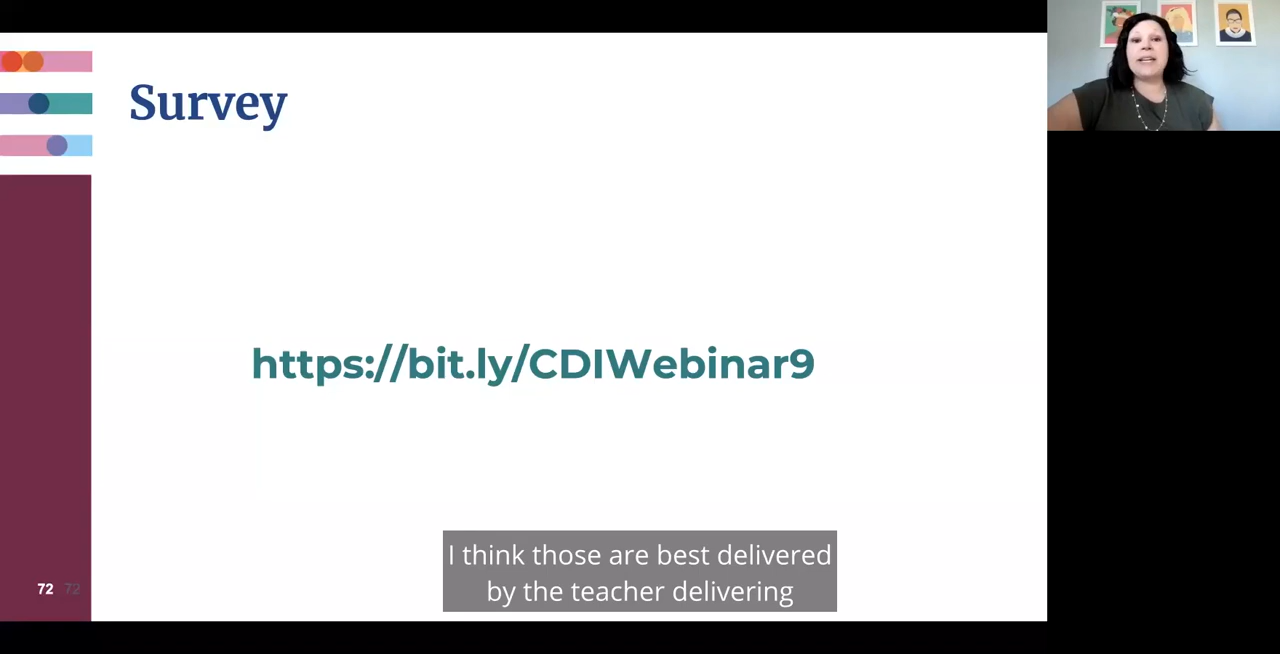 Survey
https://bit.ly/CDIWebinar9
I think those are best delivered
by the teacher delivering
72 72